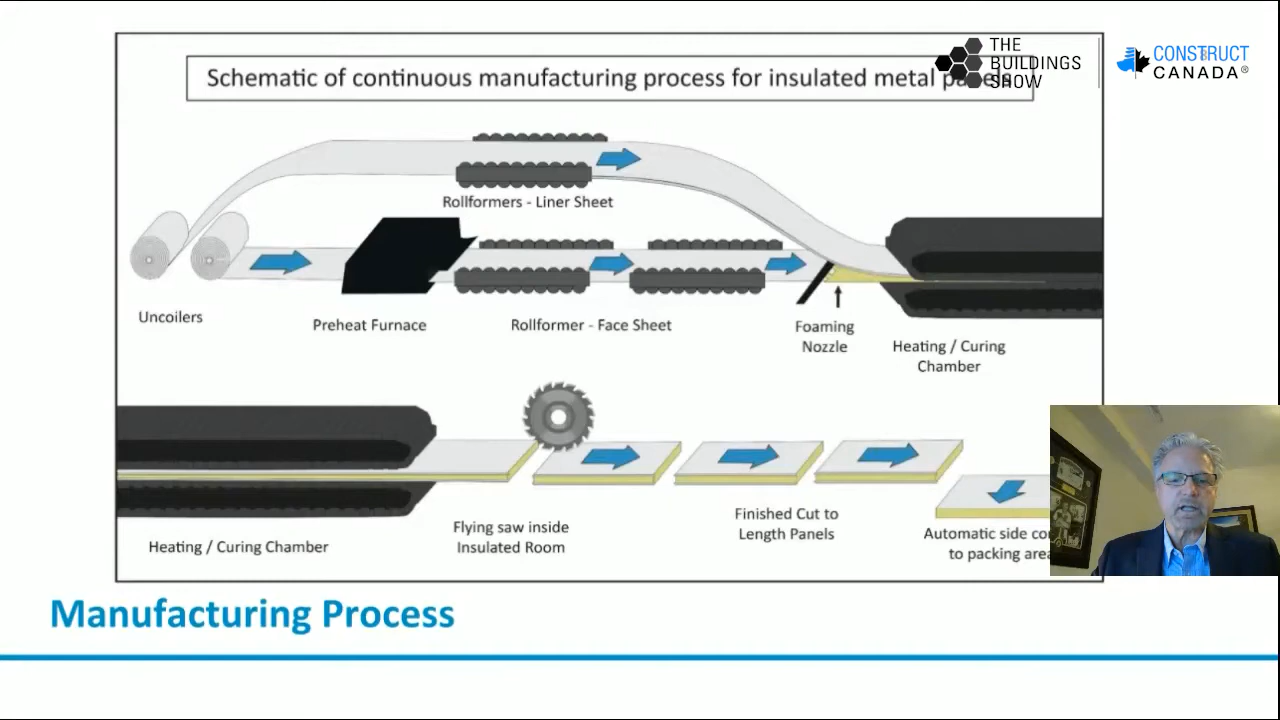 Schematic of continuous manufacturing process for insulated metal
THE
BUILDINGS
SHOW
CONSTRUCT
CANADA®
Rollformers - Liner Sheet
Uncoilers
Preheat Furnace
Rollformer - Face Sheet
Foaming
Nozzle
Heating / Curing
Chamber
Heating / Curing Chamber
Flying saw inside
Insulated Room
Finished Cut to
Length Panels
Automatic side
to packing
Manufacturing Process